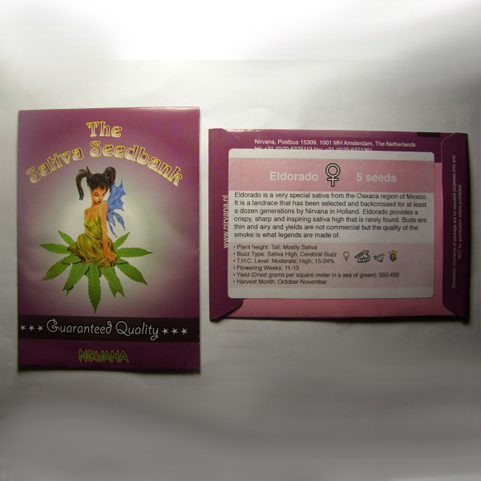 The
Sativa Seedbank
★★★ Guaranteed Quality ★★★
NIRVANA
Nirvana, Postbus 15309, 1001 MH Amsterdam, The Netherlands
www.nirvana.nl
Eldorado 5 seeds
Eldorado is a very special sativa from the Oaxaca region of Mexico.
It is a landrace that has been selected and backcrossed for at least
a dozen generations by Nirvana in Holland. Eldorado provides a
crisp, sharp and inspiring sativa high that is rarely found. Buds are
thin and airy and yields are not commercial but the quality of the
smoke is what legends are made of.
• Plant height: Tall; Mostly Sativa
• Buzz Type: Sativa High, Cerebral Buzz
• T.H.C. Level: Moderate; High; 15-24%
• Flowering Weeks: 11-13
• Yield (Dried grams per square meter in a sea of green): 350-450
• Harvest Month: October-November